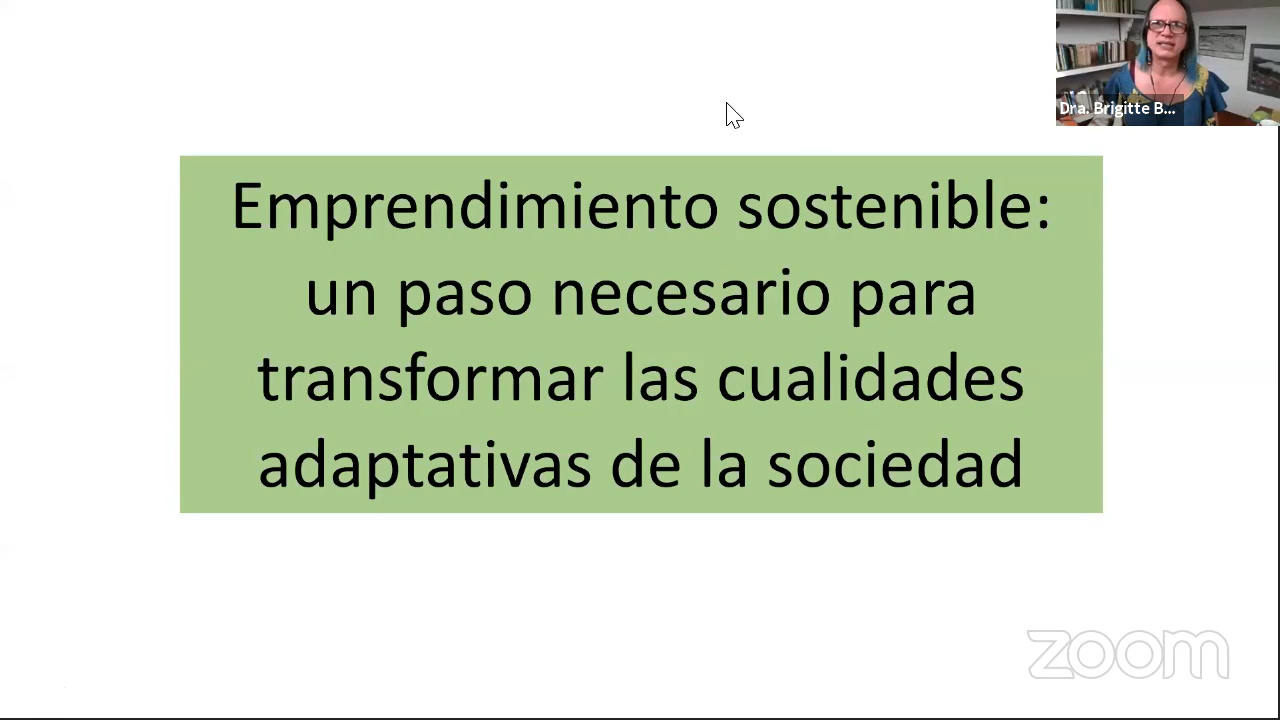 Dra. Brigitte B...
Emprendimiento sostenible:
un paso necesario para
transformar las cualidades
adaptativas de la sociedad
zoom